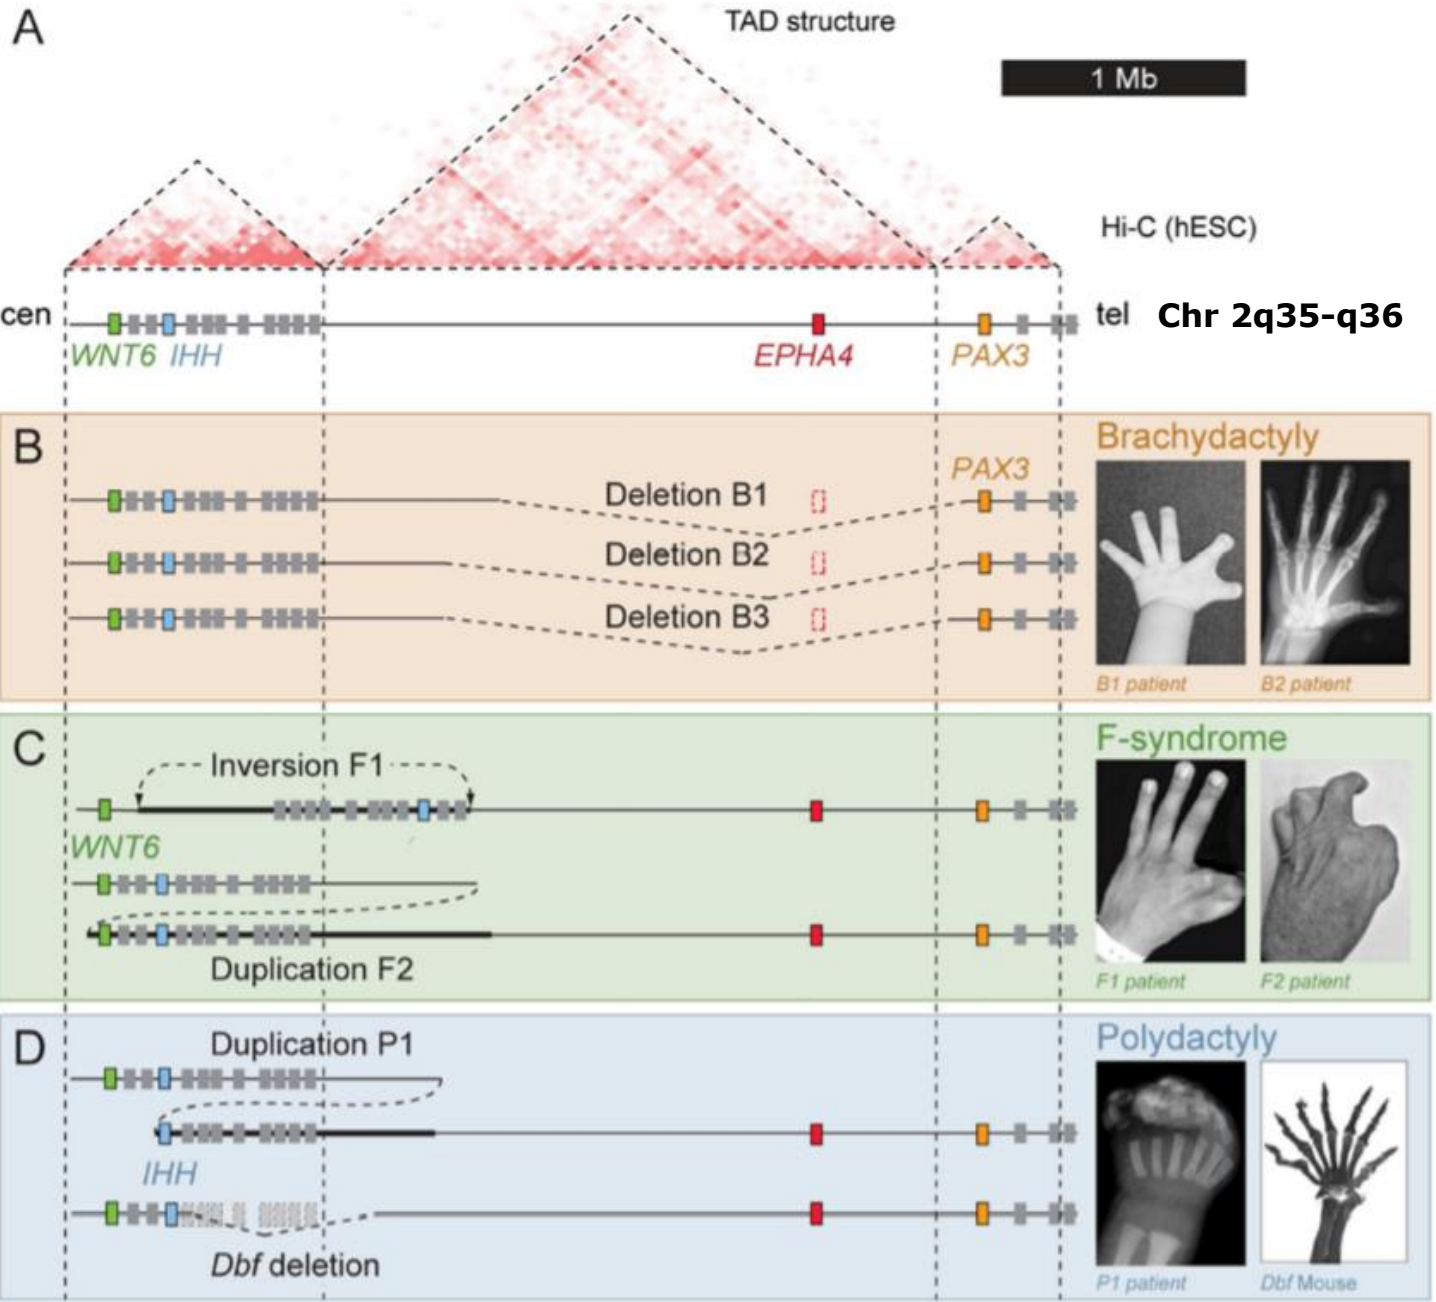 A
TAD structure
1 Mb
Hi-C (hESC)
cen
tel Chr 2q35-q36
WNT6 IHH EPHA4 PAX3
B
Brachydactyly
PAX3
Deletion B1
Deletion B2
Deletion B3
B1 patient B2 patient
C
F-syndrome
Inversion F1
WNT6
Duplication F2
F1 patient F2 patient
D
Duplication P1
Polydactyly
IHH
Dbf deletion
P1 patient Dbf Mouse